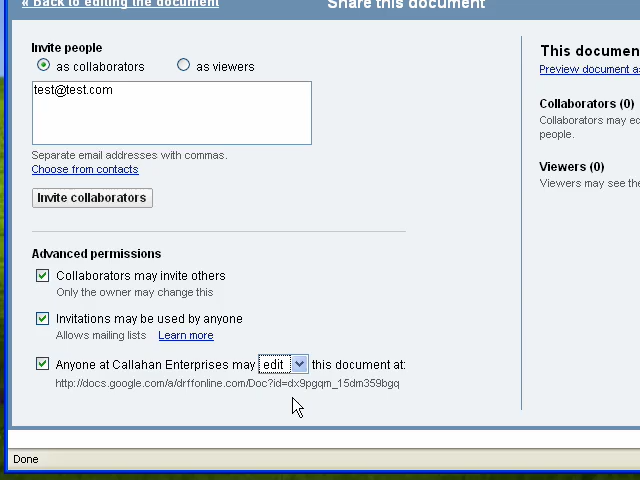 « Back to editing the document
Share this document
Invite people
as collaborators
as viewers
test@test.com
Separate email addresses with commas.
Choose from contacts
Invite collaborators
Advanced permissions
Collaborators may invite others
Only the owner may change this
Invitations may be used by anyone
Allows mailing lists Learn more
Anyone at Callahan Enterprises may edit this document at:
http://docs.google.com/a/drffonline.com/Doc?id=dx9pgqm_15dm359bgq
This documen
Preview document a
Collaborators (0)
Collaborators may ed
people.
Viewers (0)
Viewers may see the
Done